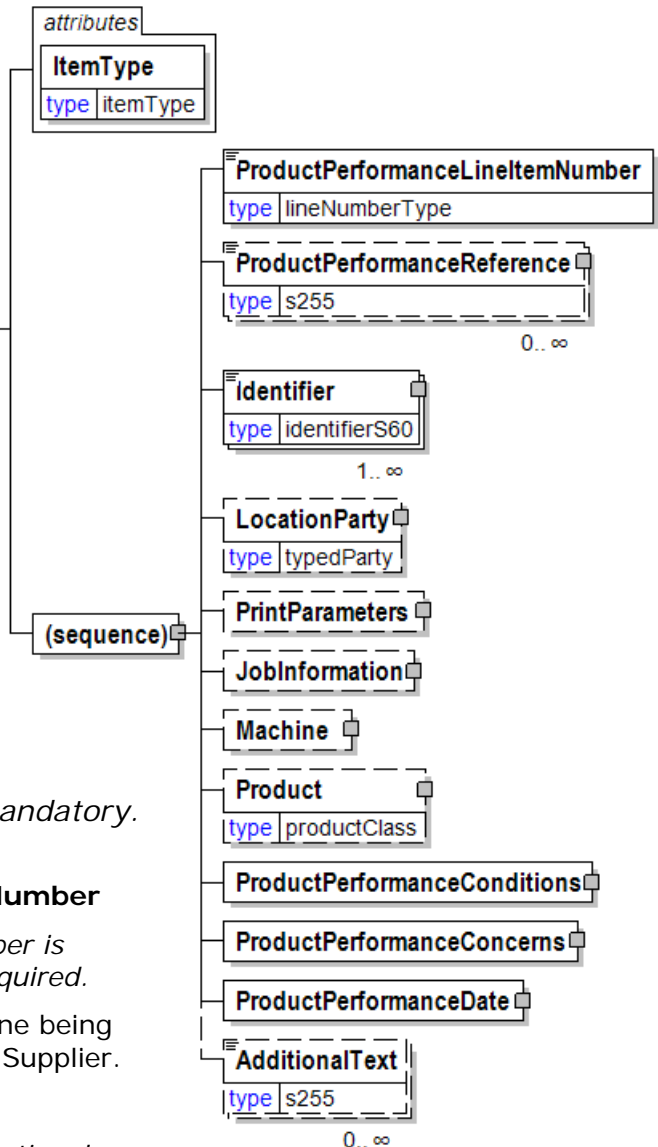 attributes
ItemType
type itemType
ProductPerformanceLineItemNumber
type lineNumberType
ProductPerformanceReference
type s255
0.. ∞
Identifier
type identifierS60
1.. ∞
LocationParty
type typedParty
PrintParameters
(sequence)
JobInformation
Machine
Product
type productClass
andatory.
ProductPerformanceConditions
ProductPerformanceConcerns
ber is
quired.
ProductPerformanceDate
ne being
Supplier.
AdditionalText
type s255
0.. ∞